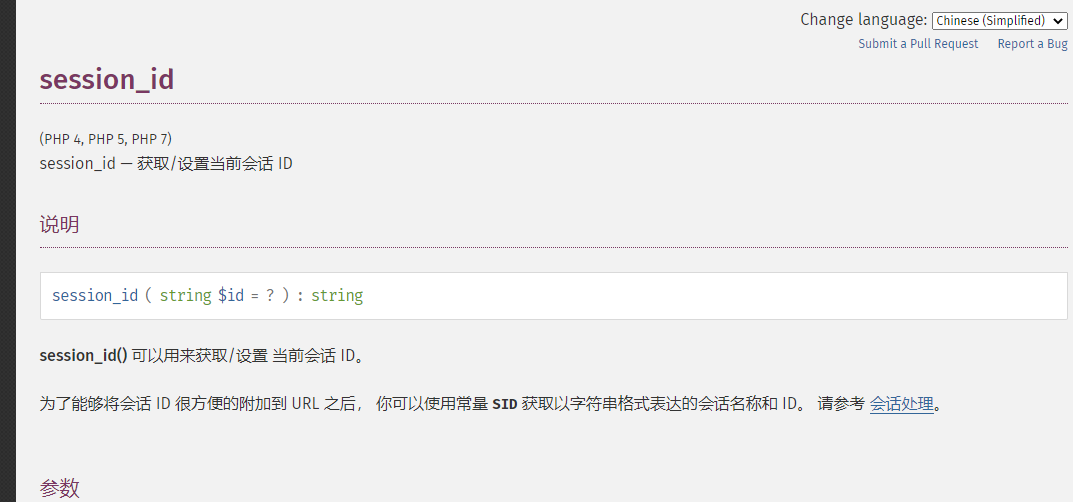 Change language: Chinese (Simplified)
Submit a Pull Request Report a Bug
session_id
(PHP 4, PHP 5, PHP 7)
session_id — 获取/设置当前会话 ID
说明
session_id ( string $id = ? ) : string
session_id() 可以用来获取/设置 当前会话 ID。
为了能够将会话 ID 很方便的附加到 URL 之后， 你可以使用常量 SID 获取以字符串格式表达的会话名称和 ID。 请参考 会话处理。
参数